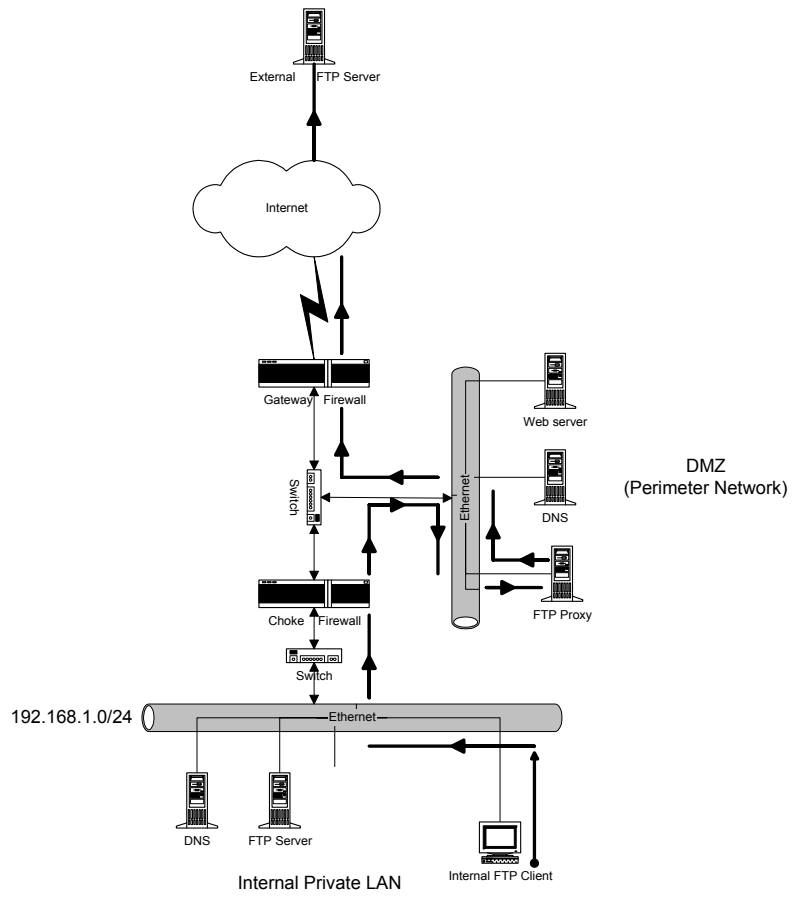 External FTP Server
Internet
Gateway Firewall
Web server
Switch
Ethernet
DMZ
(Perimeter Network)
DNS
Choke Firewall
FTP Proxy
Switch
192.168.1.0/24
Ethernet
DNS
FTP Server
Internal FTP Client
Internal Private LAN